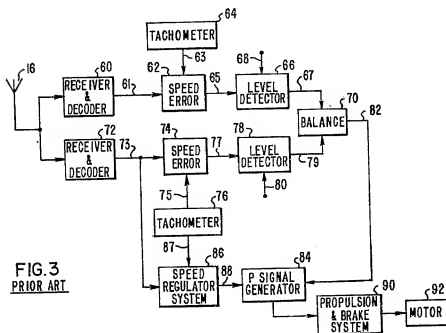 64
TACHOMETER
16
60
62
63
68
66
RECEIVER & DECODER
61
SPEED ERROR
65
LEVEL DETECTOR
67
70
82
BALANCE
72
74
78
RECEIVER & DECODER
73
SPEED ERROR
77
LEVEL DETECTOR
79
75
76
80
TACHOMETER
87
86
84
FIG. 3
PRIOR ART
SPEED REGULATOR SYSTEM
88
P SIGNAL GENERATOR
90
92
PROPULSION & BRAKE SYSTEM
MOTOR